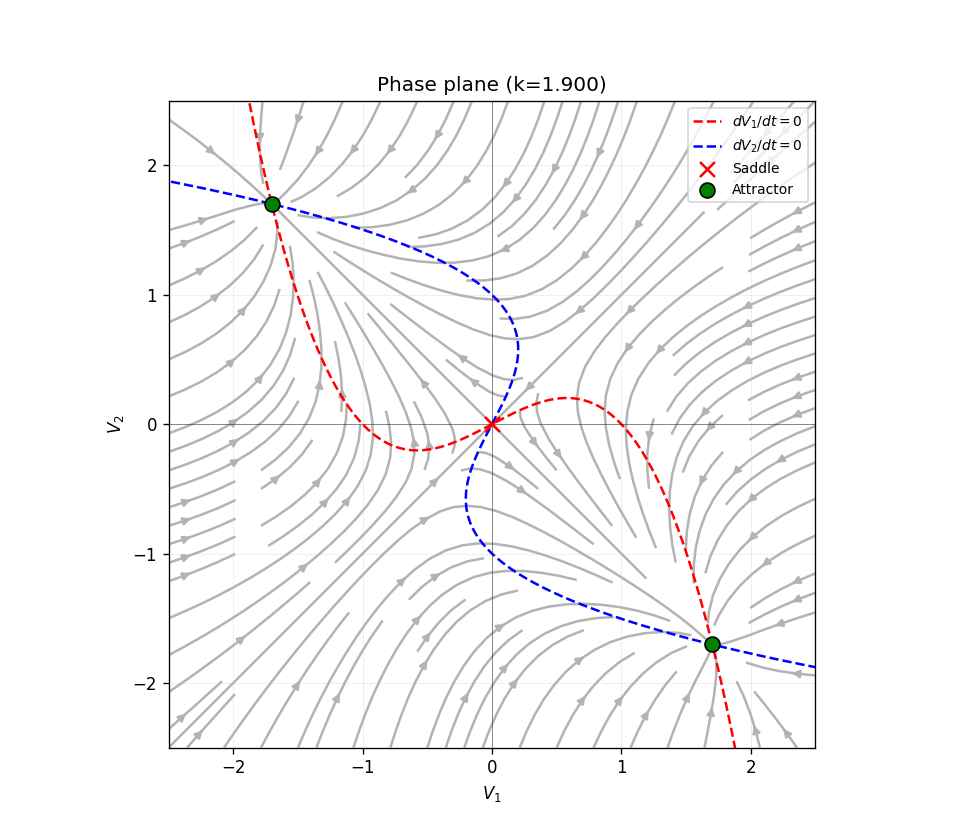 Phase plane (k=1.900)
dV₁/dt = 0
dV₂/dt = 0
Saddle
Attractor
2
1
0
−1
−2
V₂
−2
−1
0
1
2
V₁